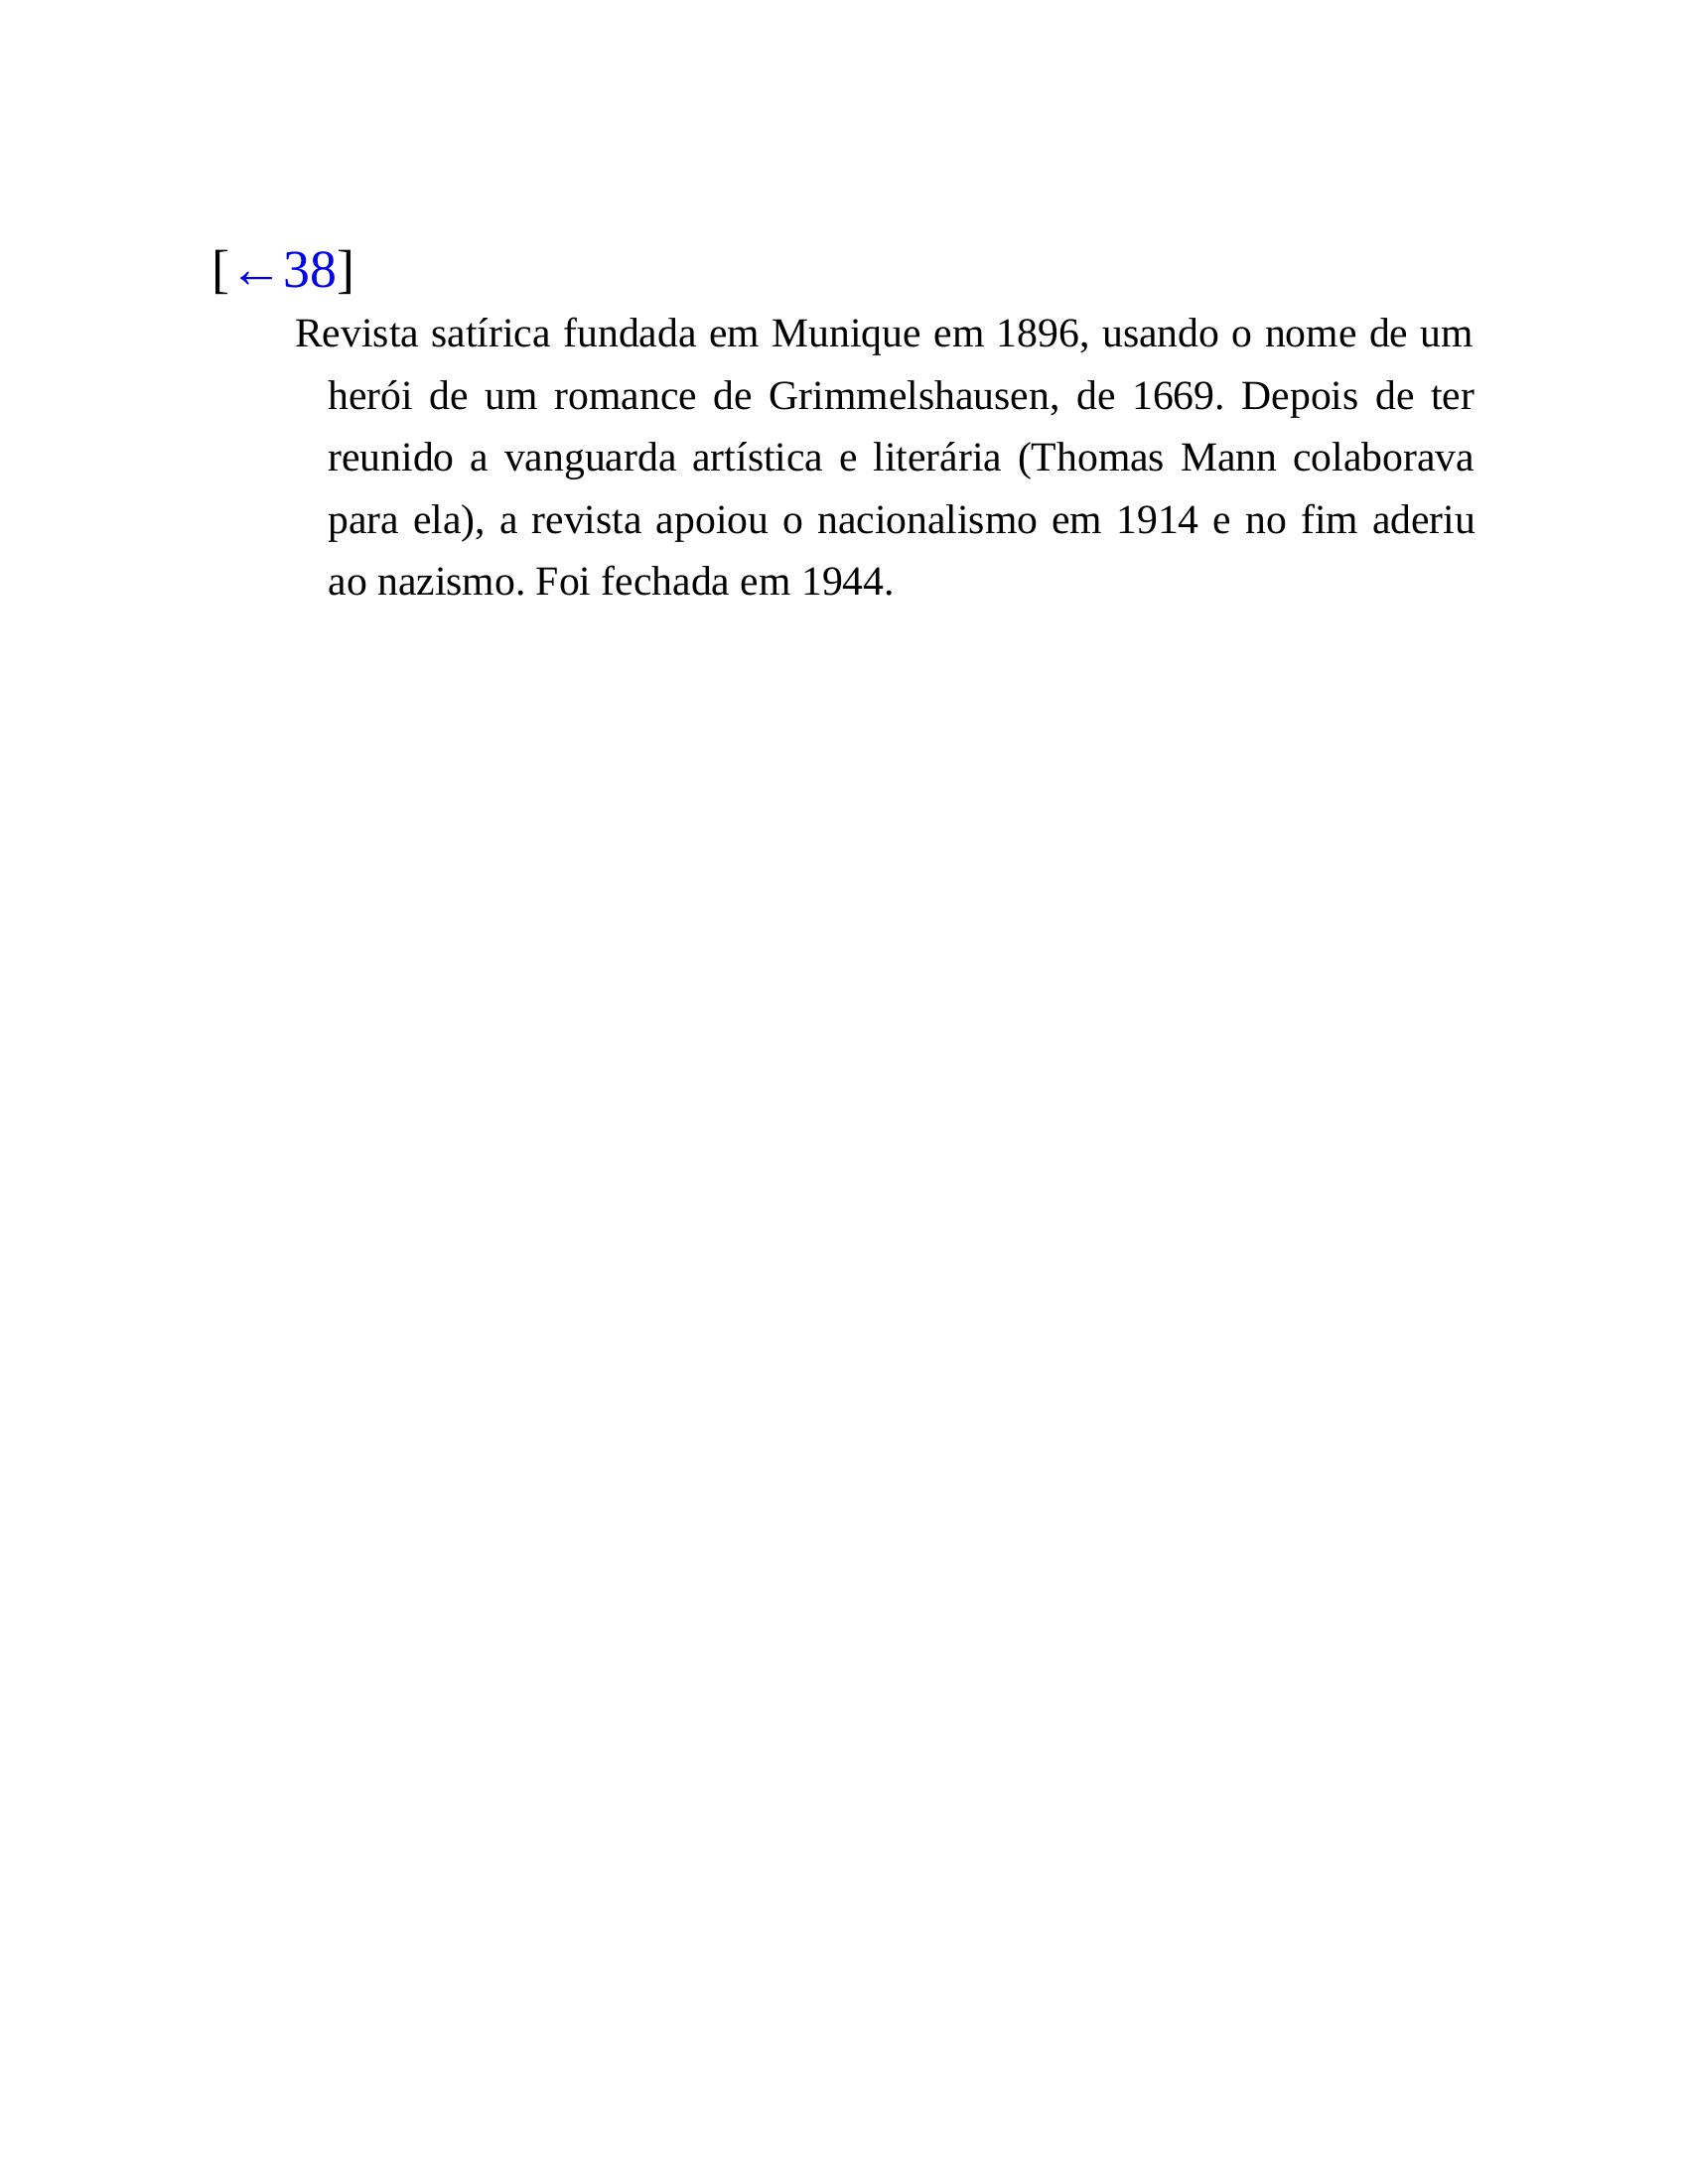 [←38]
Revista satírica fundada em Munique em 1896, usando o nome de um
herói de um romance de Grimmelshausen, de 1669. Depois de ter
reunido a vanguarda artística e literária (Thomas Mann colaborava
para ela), a revista apoiou o nacionalismo em 1914 e no fim aderiu
ao nazismo. Foi fechada em 1944.